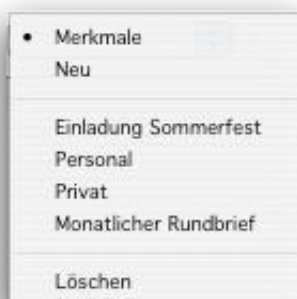 • Merkmale
Neu
Einladung Sommerfest
Personal
Privat
Monatlicher Rundbrief
Löschen